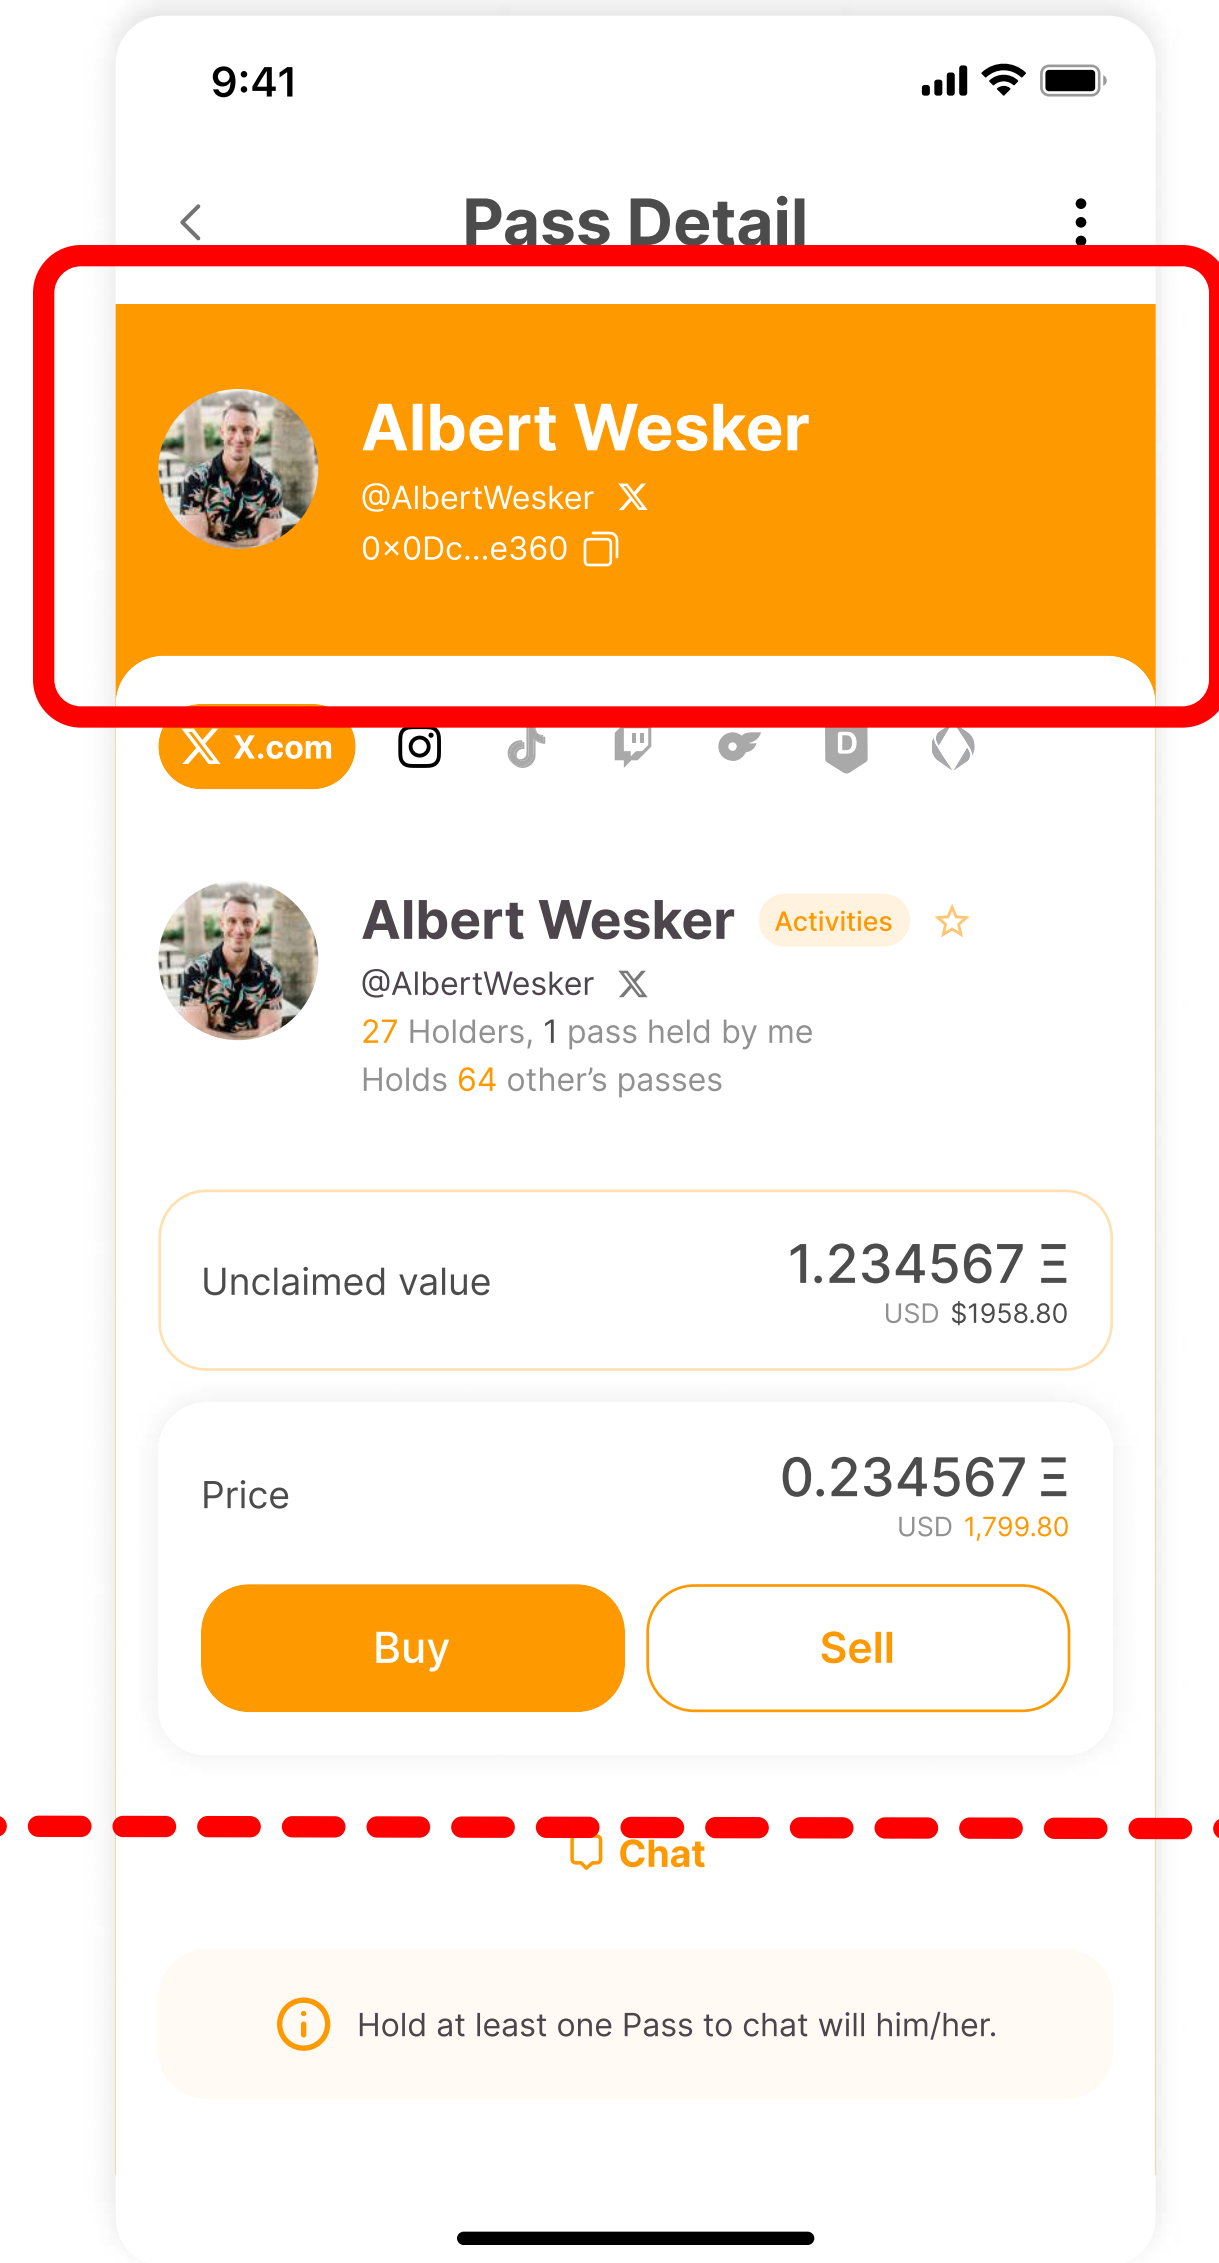 9:41
Pass Detail
Albert Wesker
@AlbertWesker
0×0Dc...e360
X.com
D
Albert Wesker Activities
@AlbertWesker
27 Holders, 1 pass held by me
Holds 64 other’s passes
Unclaimed value
1.234567 Ξ
USD $1958.80
Price
0.234567 Ξ
USD 1,799.80
Buy
Sell
Chat
Hold at least one Pass to chat will him/her.